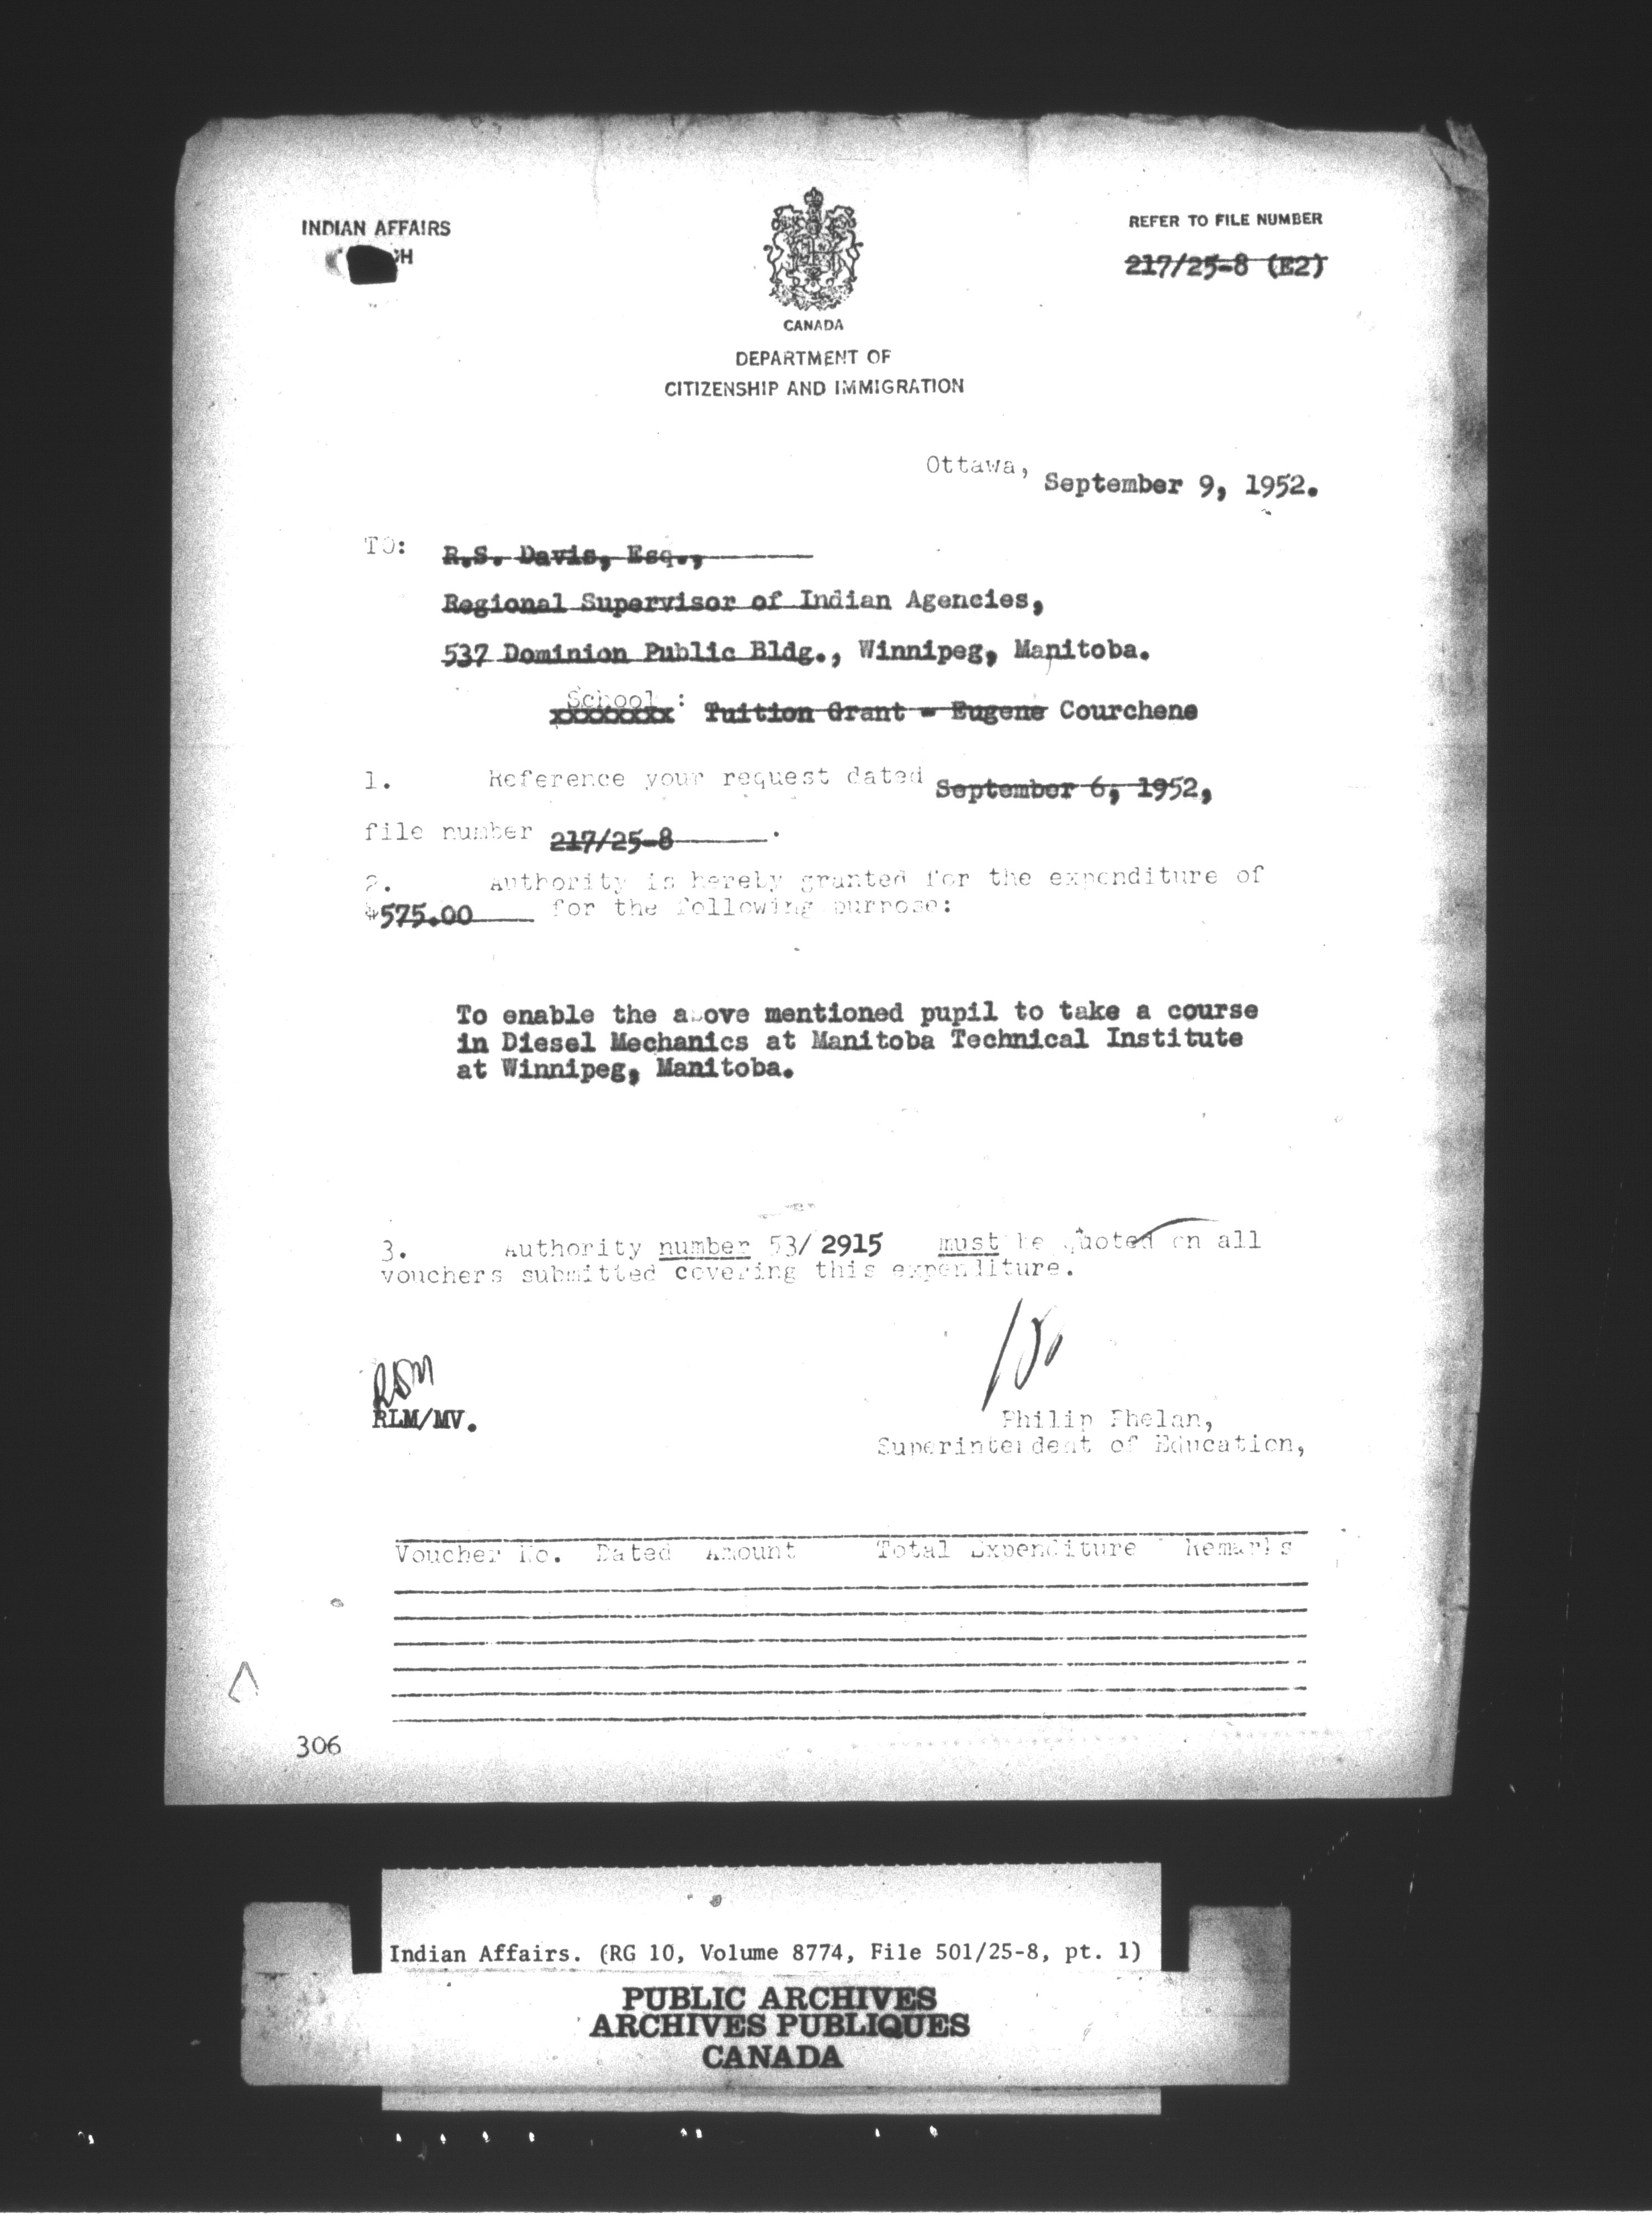 INDIAN AFFAIRS
CH
REFER TO FILE NUMBER
217/25-8 (E2)
CANADA
DEPARTMENT OF
CITIZENSHIP AND IMMIGRATION
Ottawa, September 9, 1952.
TO: R.S. Davis, Esq.,
Regional Supervisor of Indian Agencies,
537 Dominion Public Bldg., Winnipeg, Manitoba.
School: Tuition Grant - Eugene Courchene
xxxxxxxx
1. Reference your request dated September 6, 1952,
file number 217/25-8.
2. Authority is hereby granted for the expenditure of
$575.00 for the following purpose:
To enable the above mentioned pupil to take a course
in Diesel Mechanics at Manitoba Technical Institute
at Winnipeg, Manitoba.
3. Authority number 53/ 2915 must be quoted on all
vouchers submitted covering this expenditure.
RLM/MV.
Philip Phelan,
Superintendent of Education,
Voucher No. Dated Amount Total Expenditure Remarks
306
Indian Affairs. (RG 10, Volume 8774, File 501/25-8, pt. 1)
PUBLIC ARCHIVES
ARCHIVES PUBLIQUES
CANADA